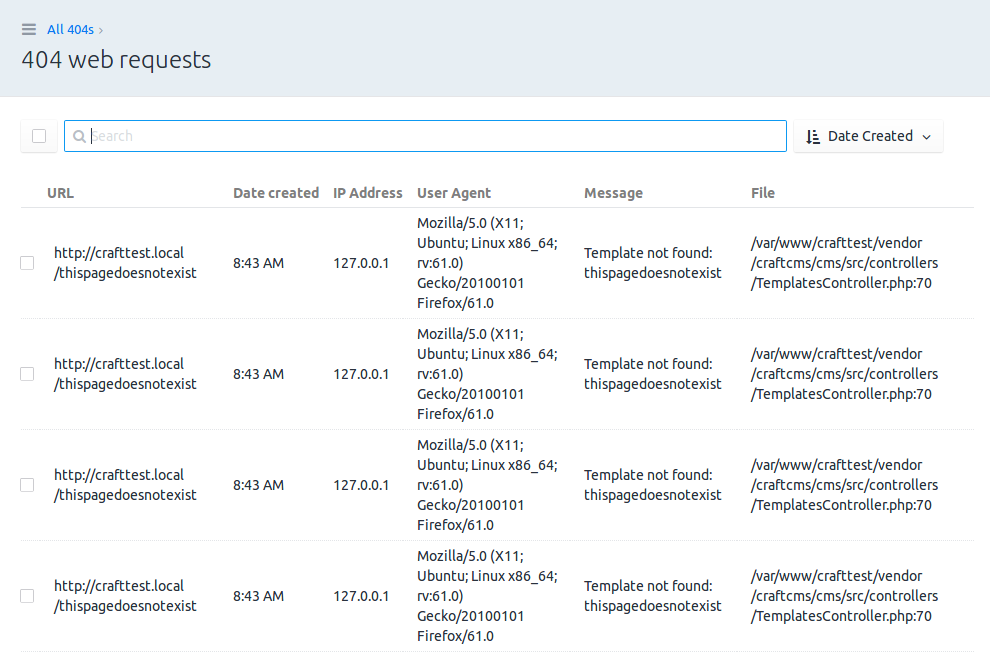 All 404s ›
404 web requests
Search
Date Created
URL Date created IP Address User Agent Message File
http://crafttest.local
/thispagedoesnotexist
8:43 AM
127.0.0.1
Mozilla/5.0 (X11;
Ubuntu; Linux x86_64;
rv:61.0)
Gecko/20100101
Firefox/61.0
Template not found:
thispagedoesnotexist
/var/www/crafttest/vendor
/craftcms/cms/src/controllers
/TemplatesController.php:70
http://crafttest.local
/thispagedoesnotexist
8:43 AM
127.0.0.1
Mozilla/5.0 (X11;
Ubuntu; Linux x86_64;
rv:61.0)
Gecko/20100101
Firefox/61.0
Template not found:
thispagedoesnotexist
/var/www/crafttest/vendor
/craftcms/cms/src/controllers
/TemplatesController.php:70
http://crafttest.local
/thispagedoesnotexist
8:43 AM
127.0.0.1
Mozilla/5.0 (X11;
Ubuntu; Linux x86_64;
rv:61.0)
Gecko/20100101
Firefox/61.0
Template not found:
thispagedoesnotexist
/var/www/crafttest/vendor
/craftcms/cms/src/controllers
/TemplatesController.php:70
http://crafttest.local
/thispagedoesnotexist
8:43 AM
127.0.0.1
Mozilla/5.0 (X11;
Ubuntu; Linux x86_64;
rv:61.0)
Gecko/20100101
Firefox/61.0
Template not found:
thispagedoesnotexist
/var/www/crafttest/vendor
/craftcms/cms/src/controllers
/TemplatesController.php:70